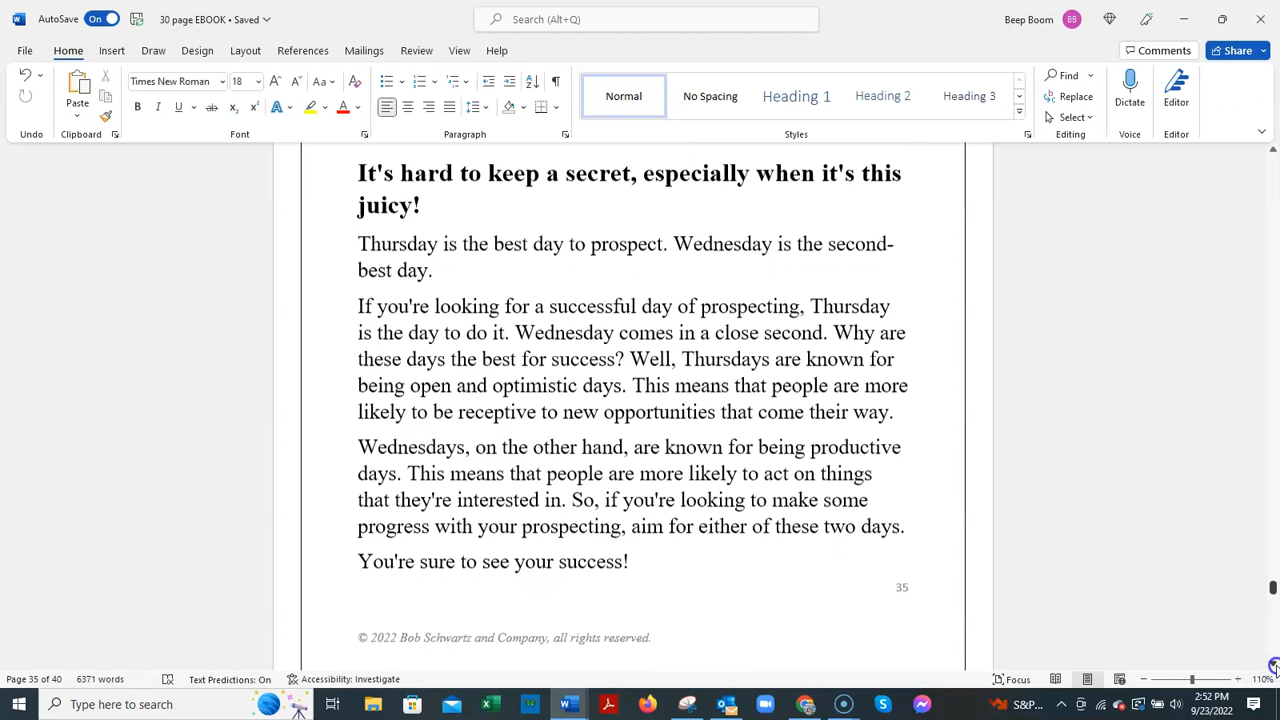 AutoSave On 30 page EBOOK • Saved Search (Alt+Q) Beep Boom BB
File Home Insert Draw Design Layout References Mailings Review View Help Comments Share
Times New Roman 18 Find
Paste Normal No Spacing Heading 1 Heading 2 Heading 3 Replace Dictate Editor
Select
Undo Clipboard Font Paragraph Styles Editing Voice Editor
It's hard to keep a secret, especially when it's this
juicy!
Thursday is the best day to prospect. Wednesday is the second-
best day.
If you're looking for a successful day of prospecting, Thursday
is the day to do it. Wednesday comes in a close second. Why are
these days the best for success? Well, Thursdays are known for
being open and optimistic days. This means that people are more
likely to be receptive to new opportunities that come their way.
Wednesdays, on the other hand, are known for being productive
days. This means that people are more likely to act on things
that they're interested in. So, if you're looking to make some
progress with your prospecting, aim for either of these two days.
You're sure to see your success!
35
© 2022 Bob Schwartz and Company, all rights reserved.
Page 35 of 40 6371 words Text Predictions: On Accessibility: Investigate Focus 110%
Type here to search S&P... 2:52 PM
9/23/2022